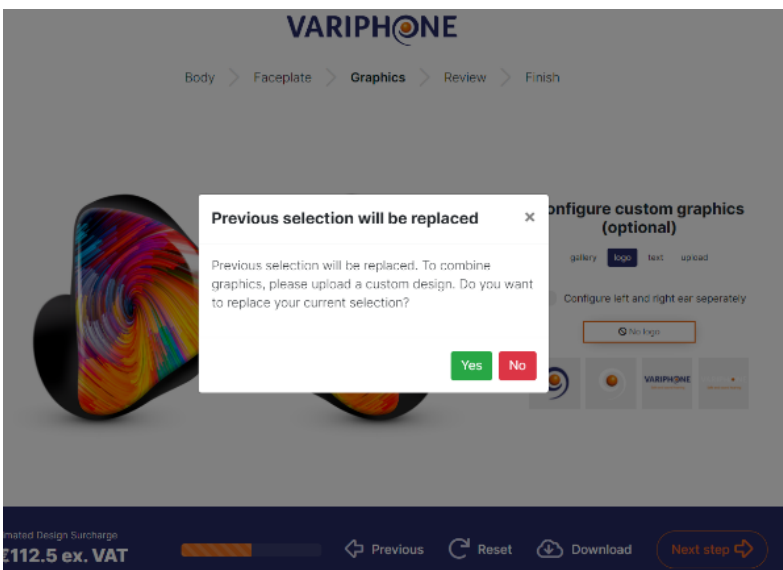 VARIPHONE
Body Faceplate Graphics Review Finish
Previous selection will be replaced ×
Previous selection will be replaced. To combine
graphics, please upload a custom design. Do you want
to replace your current selection?
Yes No
onfigure custom graphics
(optional)
gallery logo text upload
Configure left and right ear seperately
No logo
VARIPHONE
mated Design Surcharge
€112.5 ex. VAT
Previous Reset Download Next step